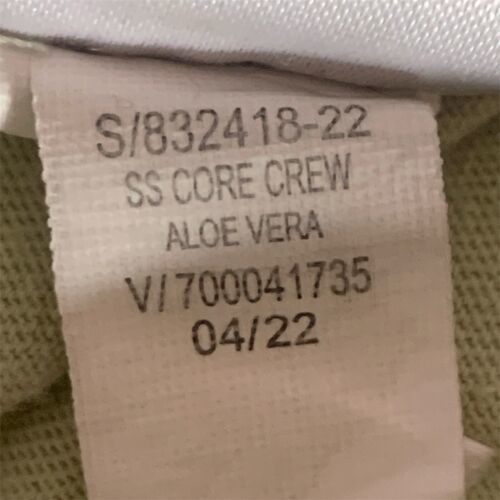 S/832418-22
SS CORE CREW
ALOE VERA
V/700041735
04/22